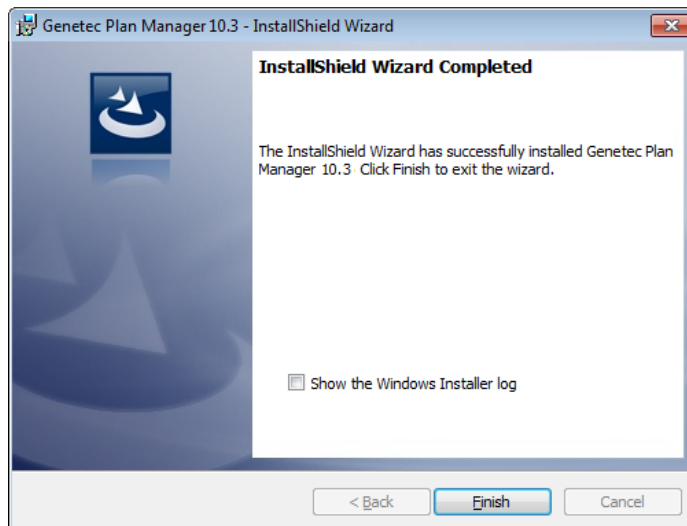 Genetec Plan Manager 10.3 - InstallShield Wizard
InstallShield Wizard Completed
The InstallShield Wizard has successfully installed Genetec Plan
Manager 10.3 Click Finish to exit the wizard.
Show the Windows Installer log
< Back
Finish
Cancel